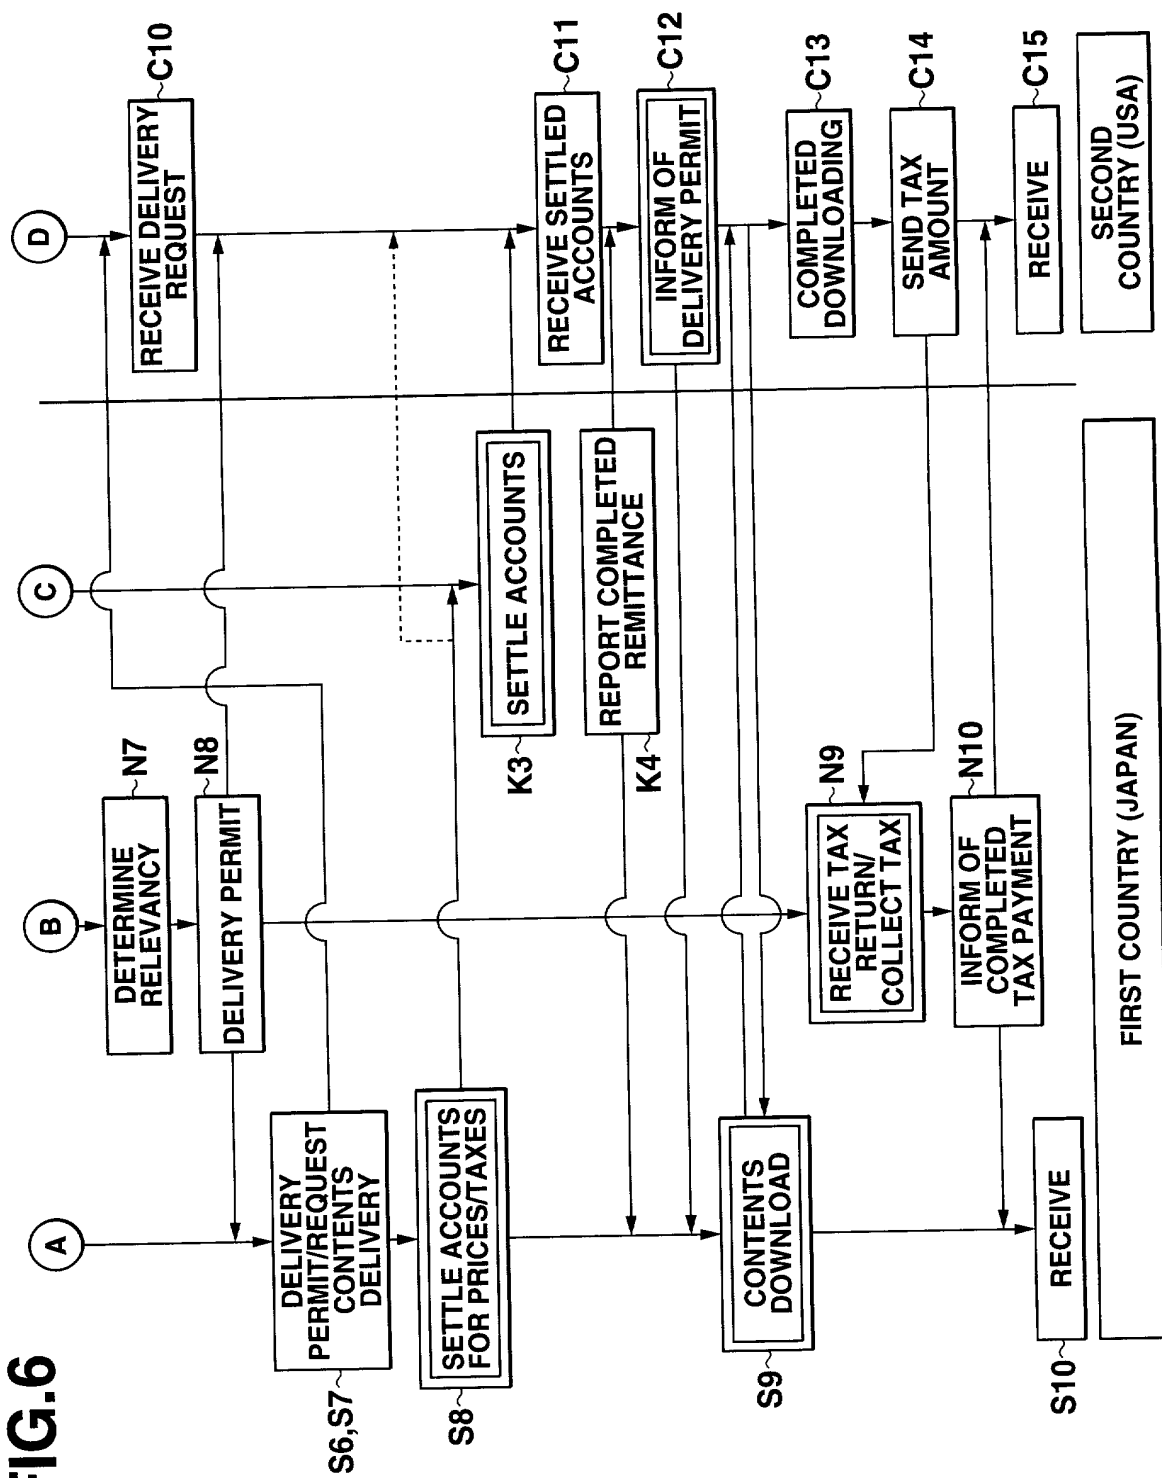 FIG.6
A
B
C
D
DETERMINE
RELEVANCY
N7
DELIVERY PERMIT
N8
RECEIVE DELIVERY
REQUEST
C10
DELIVERY
PERMIT/REQUEST
CONTENTS
DELIVERY
S6,S7
SETTLE ACCOUNTS
FOR PRICES/TAXES
S8
SETTLE ACCOUNTS
K3
RECEIVE SETTLED
ACCOUNTS
C11
REPORT COMPLETED
REMITTANCE
K4
INFORM OF
DELIVERY PERMIT
C12
CONTENTS
DOWNLOAD
S9
COMPLETED
DOWNLOADING
C13
RECEIVE TAX
RETURN/
COLLECT TAX
N9
SEND TAX
AMOUNT
C14
INFORM OF
COMPLETED
TAX PAYMENT
N10
RECEIVE
S10
RECEIVE
C15
FIRST COUNTRY (JAPAN)
SECOND
COUNTRY (USA)